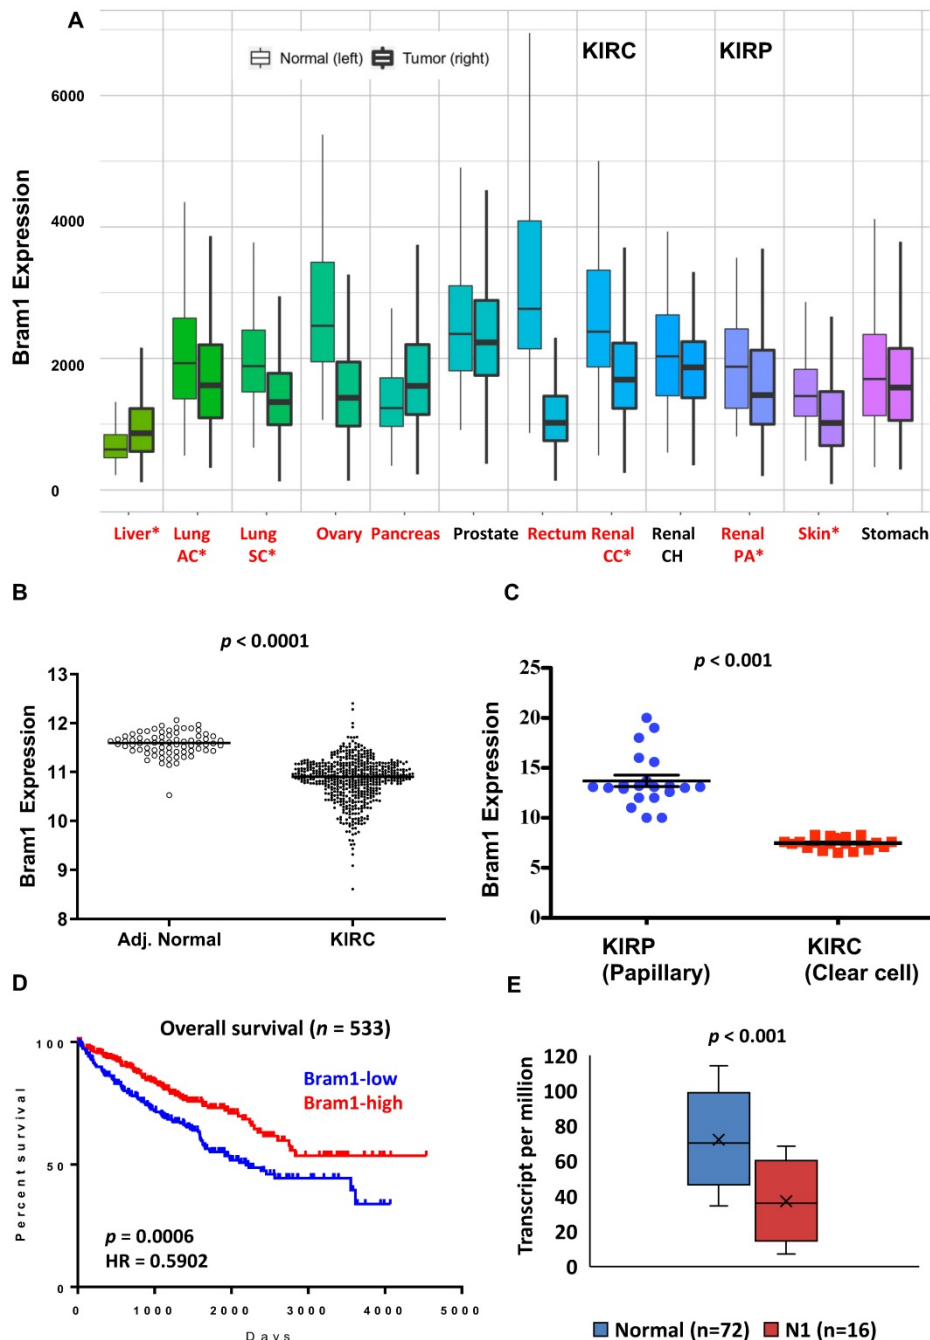 A
KIRC
KIRP
Normal (left)
Tumor (right)
Bram1 Expression
6000
4000
2000
0
Liver*
Lung AC*
Lung SC*
Ovary
Pancreas
Prostate
Rectum
Renal CC*
Renal CH
Renal PA*
Skin*
Stomach
B
p < 0.0001
Bram1 Expression
13
12
11
10
9
8
Adj. Normal
KIRC
C
p < 0.001
Bram1 Expression
25
20
15
10
5
0
KIRP
(Papillary)
KIRC
(Clear cell)
D
Overall survival (n = 533)
Bram1-low
Bram1-high
Percent survival
100
50
0
p = 0.0006
HR = 0.5902
0 1000 2000 3000 4000 5000
Days
E
p < 0.001
Transcript per million
120
100
80
60
40
20
0
Normal (n=72)
N1 (n=16)